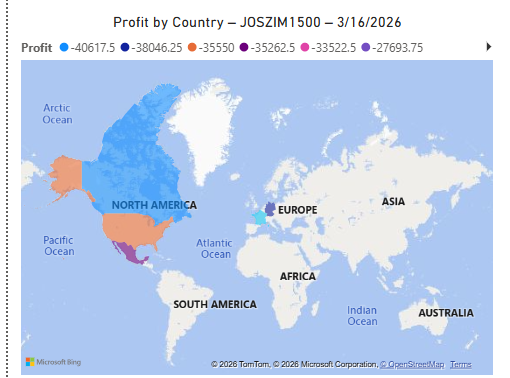 Profit by Country – JOSZIM1500 – 3/16/2026
Profit -40617.5 -38046.25 -35550 -35262.5 -33522.5 -27693.75
Arctic
Ocean
NORTH AMERICA
EUROPE
ASIA
Pacific
Ocean
Atlantic
Ocean
AFRICA
SOUTH AMERICA
Indian
Ocean
AUSTRALIA
Microsoft Bing
© 2026 TomTom, © 2026 Microsoft Corporation, © OpenStreetMap Terms